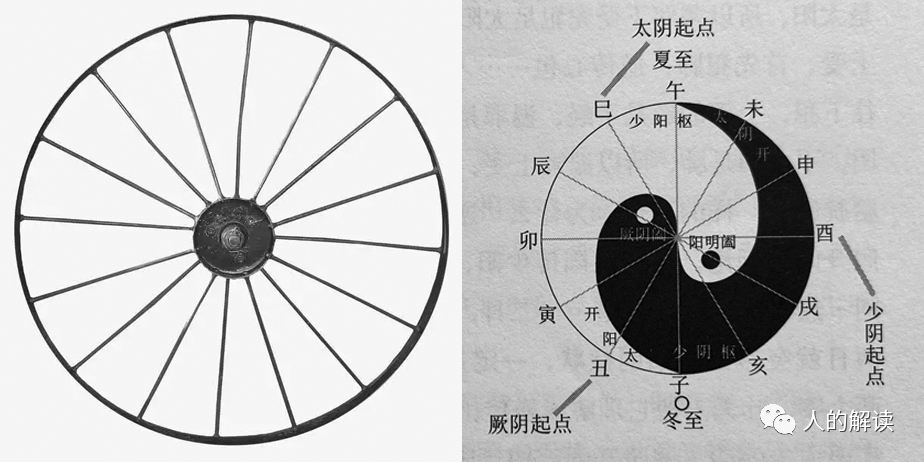 太阴起点
夏至
午
巳
未
少阳枢
太
阴
开
辰
申
厥阴阖
阳明阖
卯
酉
寅
戌
开
阳
太
少阴枢
丑
亥
子
少阴起点
厥阴起点
冬至
人的解读